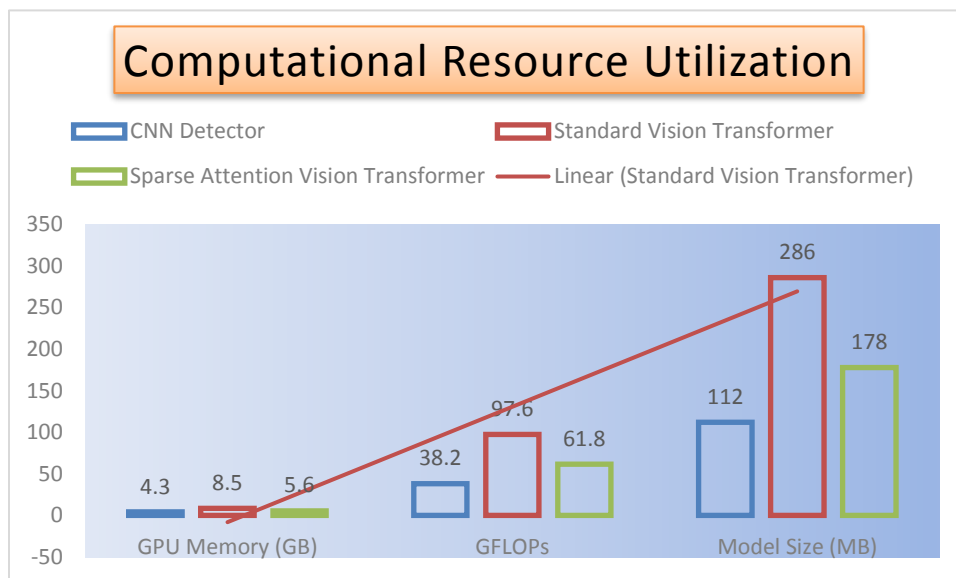 Computational Resource Utilization
CNN Detector
Standard Vision Transformer
Sparse Attention Vision Transformer
Linear (Standard Vision Transformer)
350
300
250
200
150
100
50
0
-50
4.3
8.5
5.6
38.2
97.6
61.8
112
286
178
GPU Memory (GB)
GFLOPs
Model Size (MB)